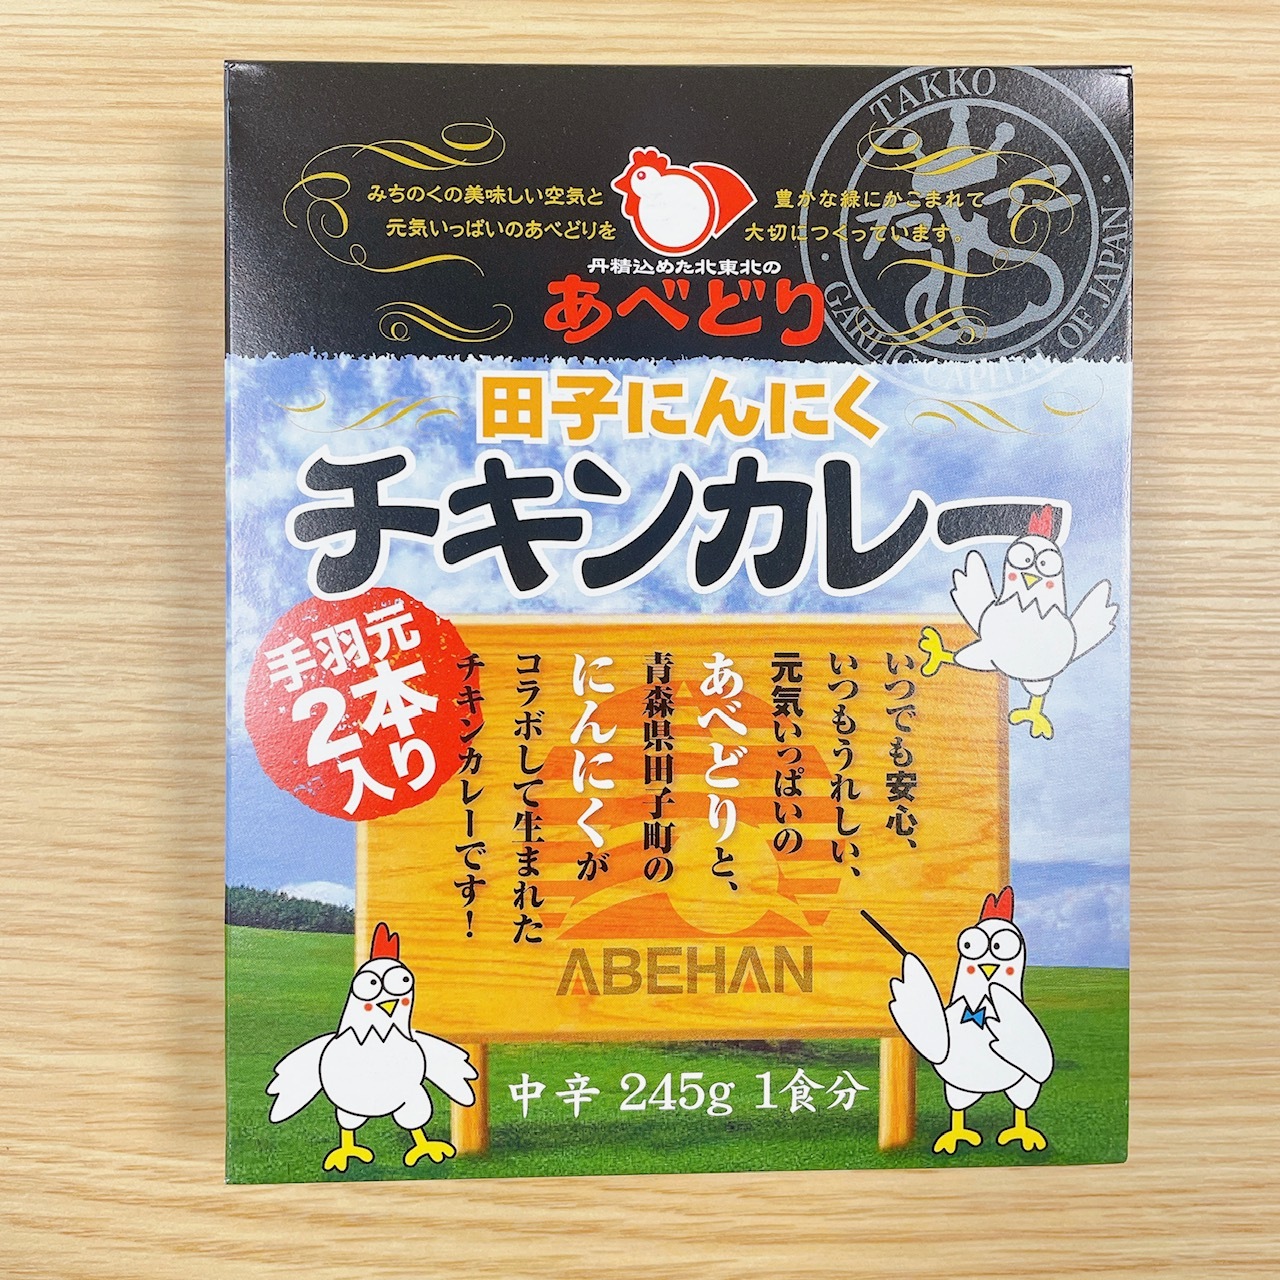 TAKKO
GARLIC CAPITAL OF JAPAN
みちのくの美味しい空気と
元気いっぱいのあべどりを
豊かな緑にかこまれて
大切につくっています。
丹精込めた北東北の
あべどり
田子にんにく
チキンカレー
手羽元
2本
入り
いつでも安心、
いつもうれしい、
元気いっぱいの
あべどりと、
青森県田子町の
にんにくが
コラボして生まれた
チキンカレーです！
ABEHAN
中辛 245g 1食分